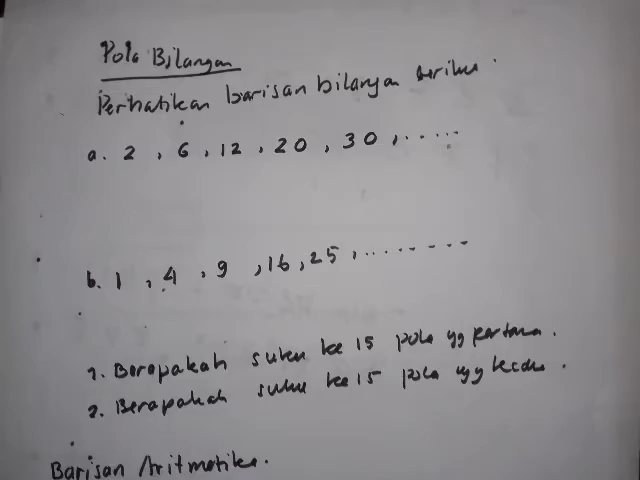 Pola Bilangan
Perhatikan barisan bilangan berikut.
a. 2 , 6 , 12 , 20 , 30 , .....
b. 1 , 4 , 9 , 16 , 25 , ........
1. Berapakah suku ke 15 pola yg pertama.
2. Berapakah suku ke 15 pola yg kedua.
Barisan Aritmatika.